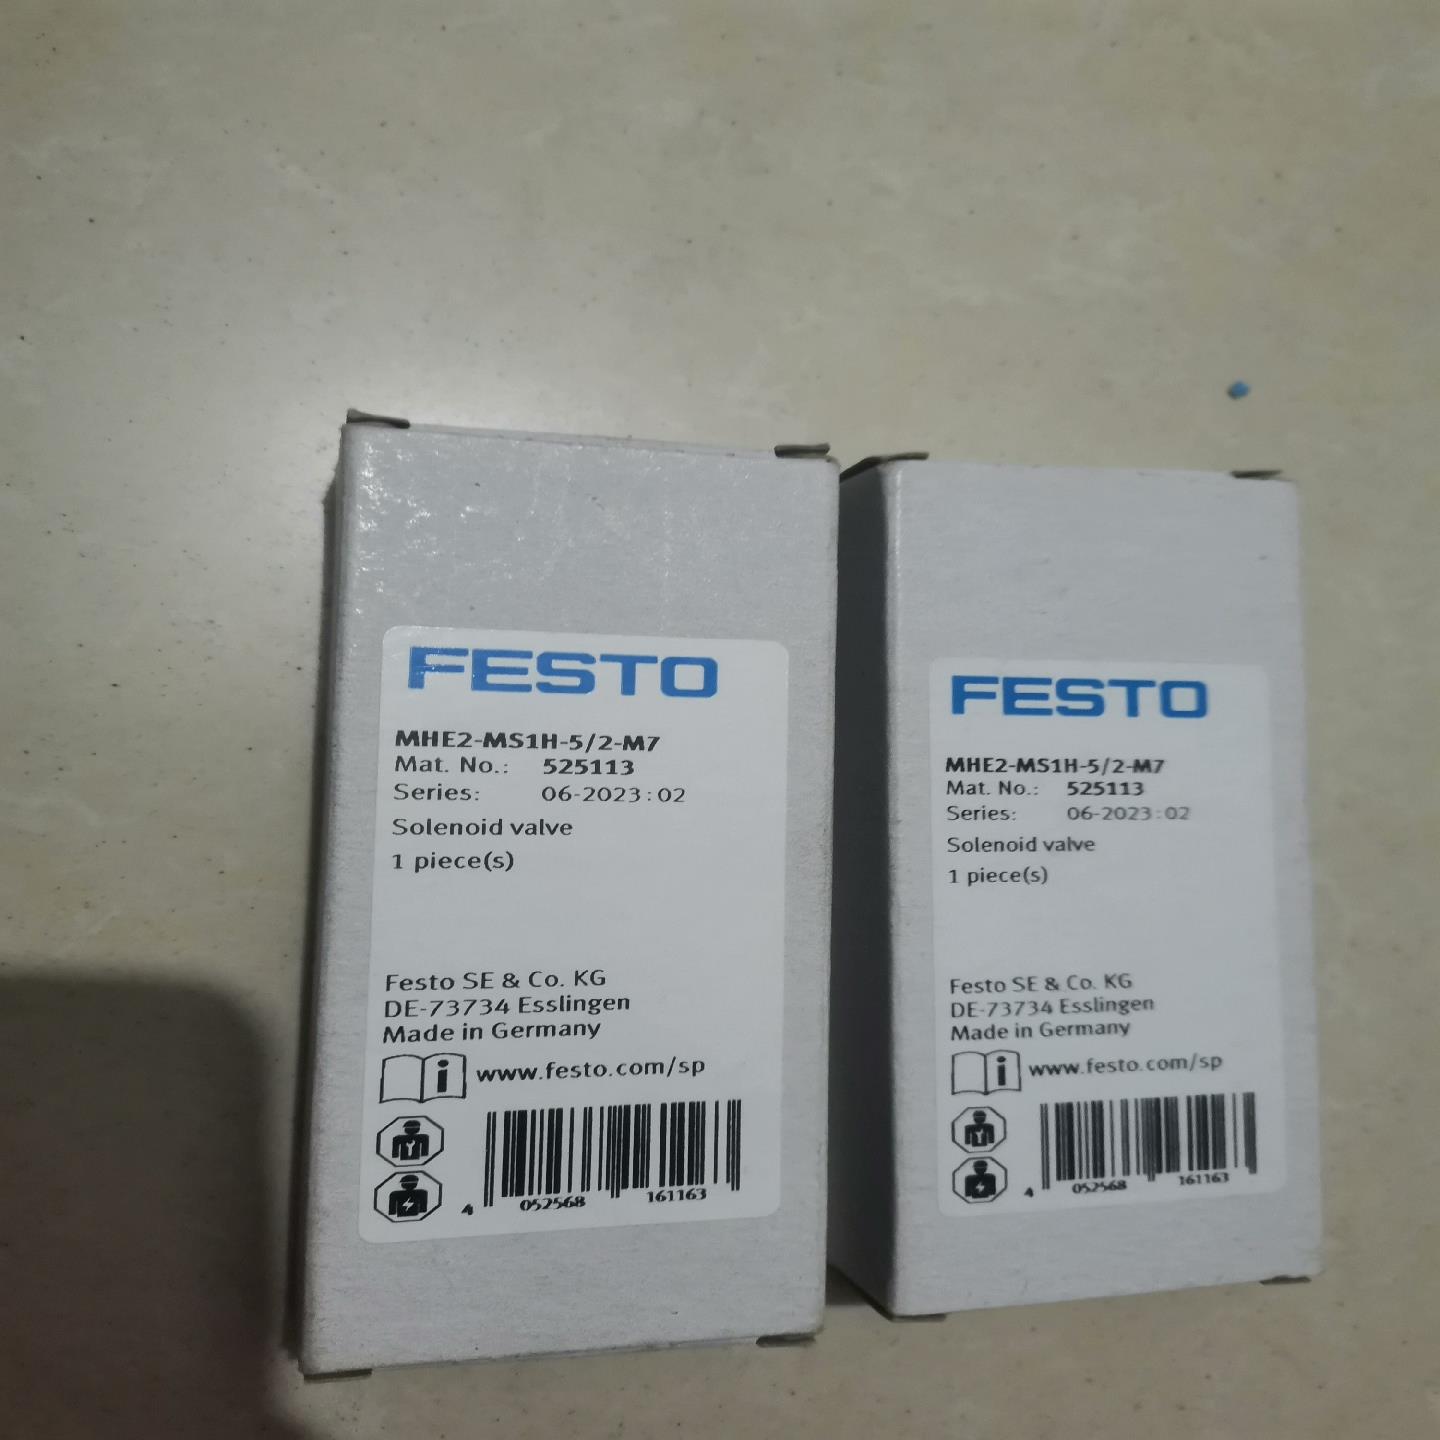 FESTO
MHE2-MS1H-5/2-M7
Mat. No.: 525113
Series: 06-2023:02
Solenoid valve
1 piece(s)
Festo SE & Co. KG
DE-73734 Esslingen
Made in Germany
i www.festo.com/sp
4 052568 161163
FESTO
MHE2-MS1H-5/2-M7
Mat. No.: 525113
Series: 06-2023:02
Solenoid valve
1 piece(s)
Festo SE & Co. KG
DE-73734 Esslingen
Made in Germany
i www.festo.com/sp
4 052568 161163